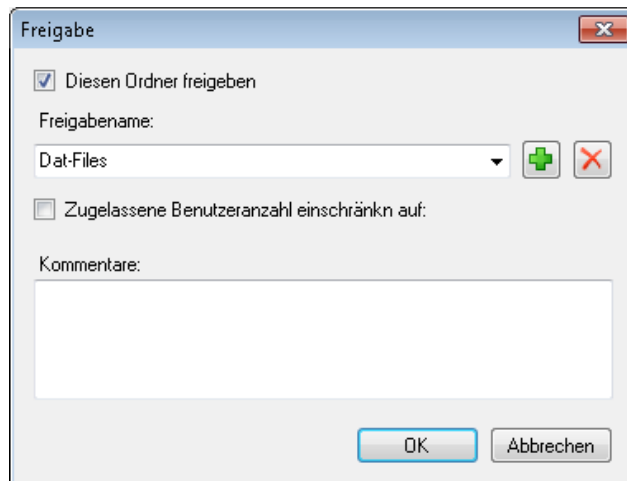 Freigabe
Diesen Ordner freigeben
Freigabename:
Dat-Files
Zugelassene Benutzeranzahl einschränkn auf:
Kommentare:
OK
Abbrechen